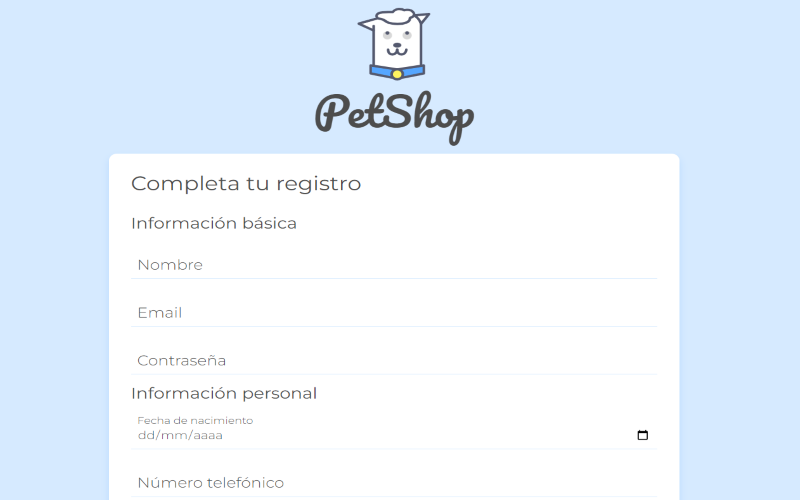 PetShop
Completa tu registro
Información básica
Nombre
Email
Contraseña
Información personal
Fecha de nacimiento
dd/mm/aaaa
Número telefónico